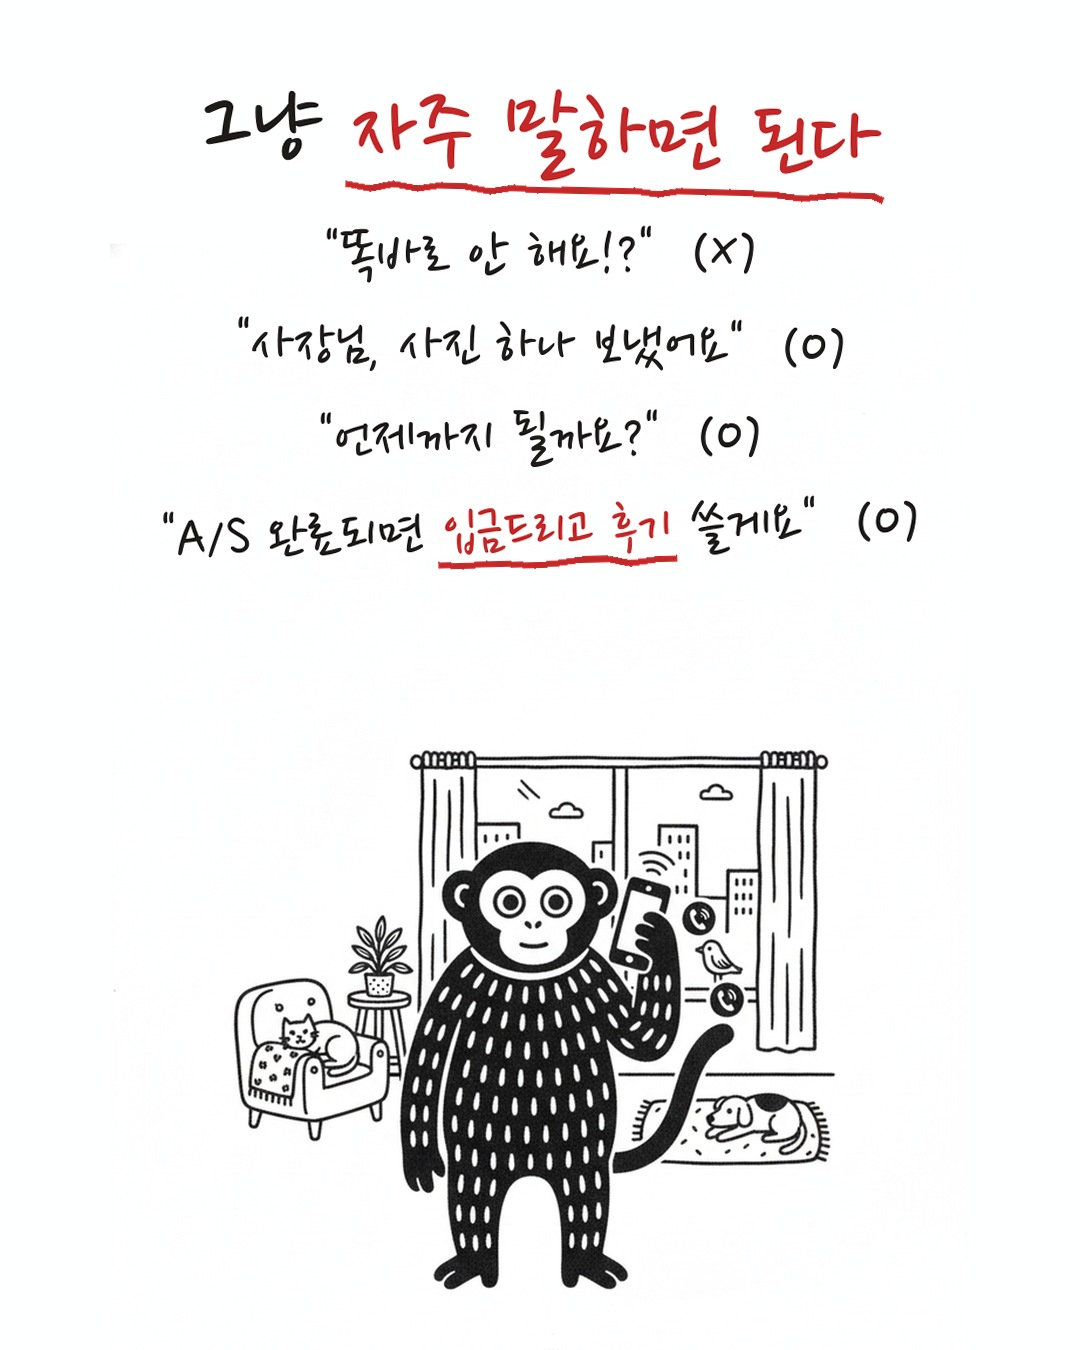 그냥 자주 말하면 된다
"똑바로 안 해요!?" (X)
"사장님, 사진 하나 보냈어요" (O)
"언제까지 될까요?" (O)
"A/S 완료되면 입금드리고 후기 쓸게요" (O)